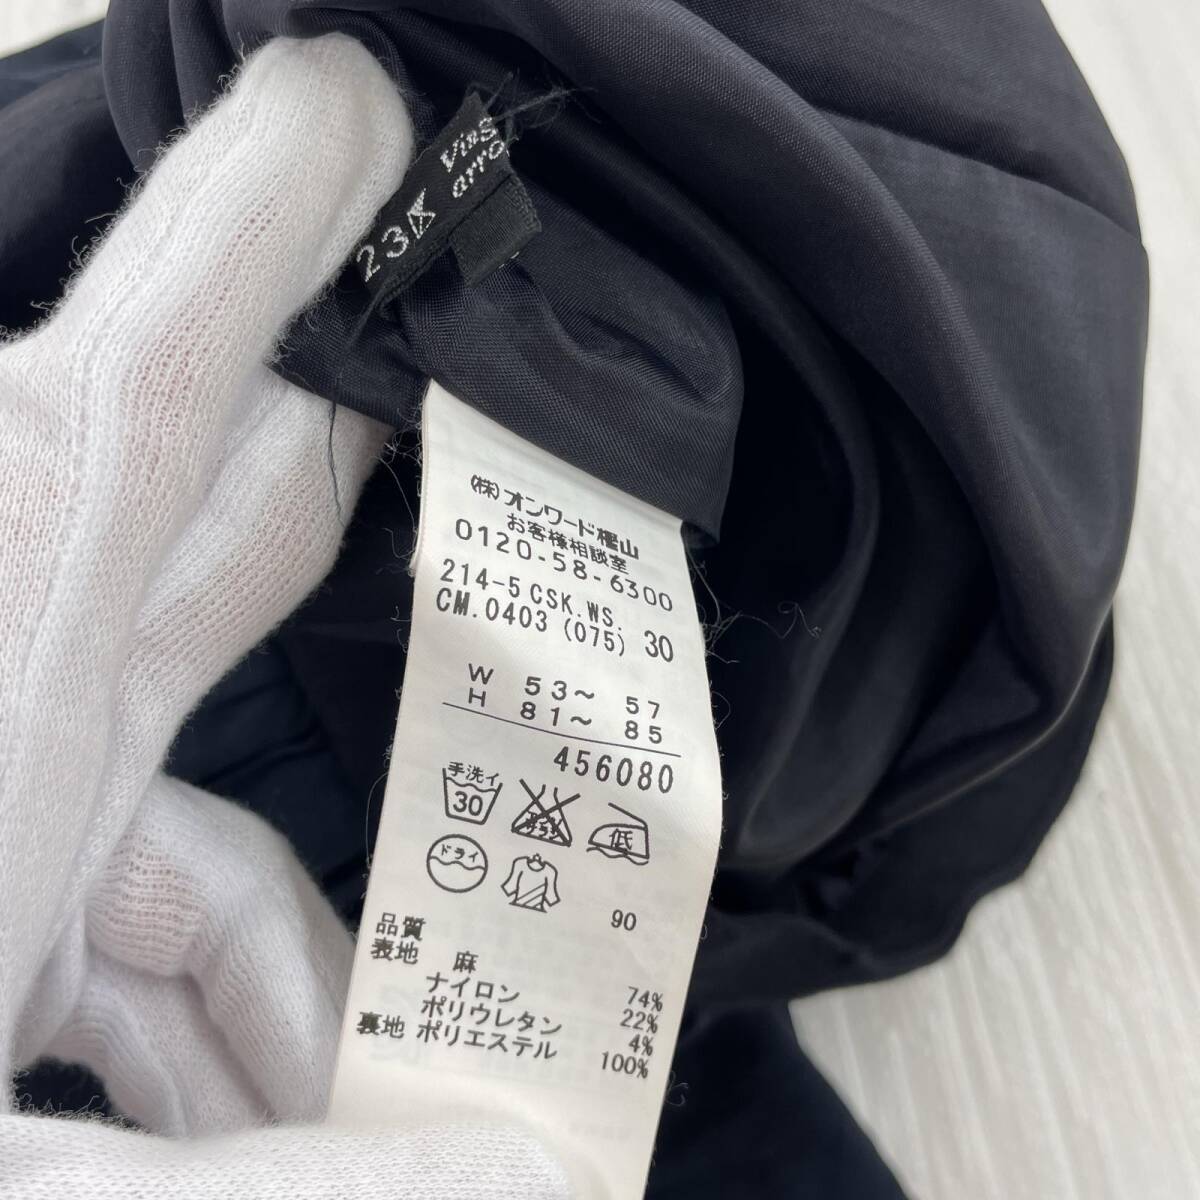 23区
(株)オンワード樫山
お客様相談室
0120-58-6300
214-5 CSK.WS.
CM.0403 (075) 30
W 53～ 57
H 81～ 85
456080
手洗イ
30
低
ドライ
90
品質
表地 麻 74%
ナイロン 22%
ポリウレタン 4%
裏地 ポリエステル 100%